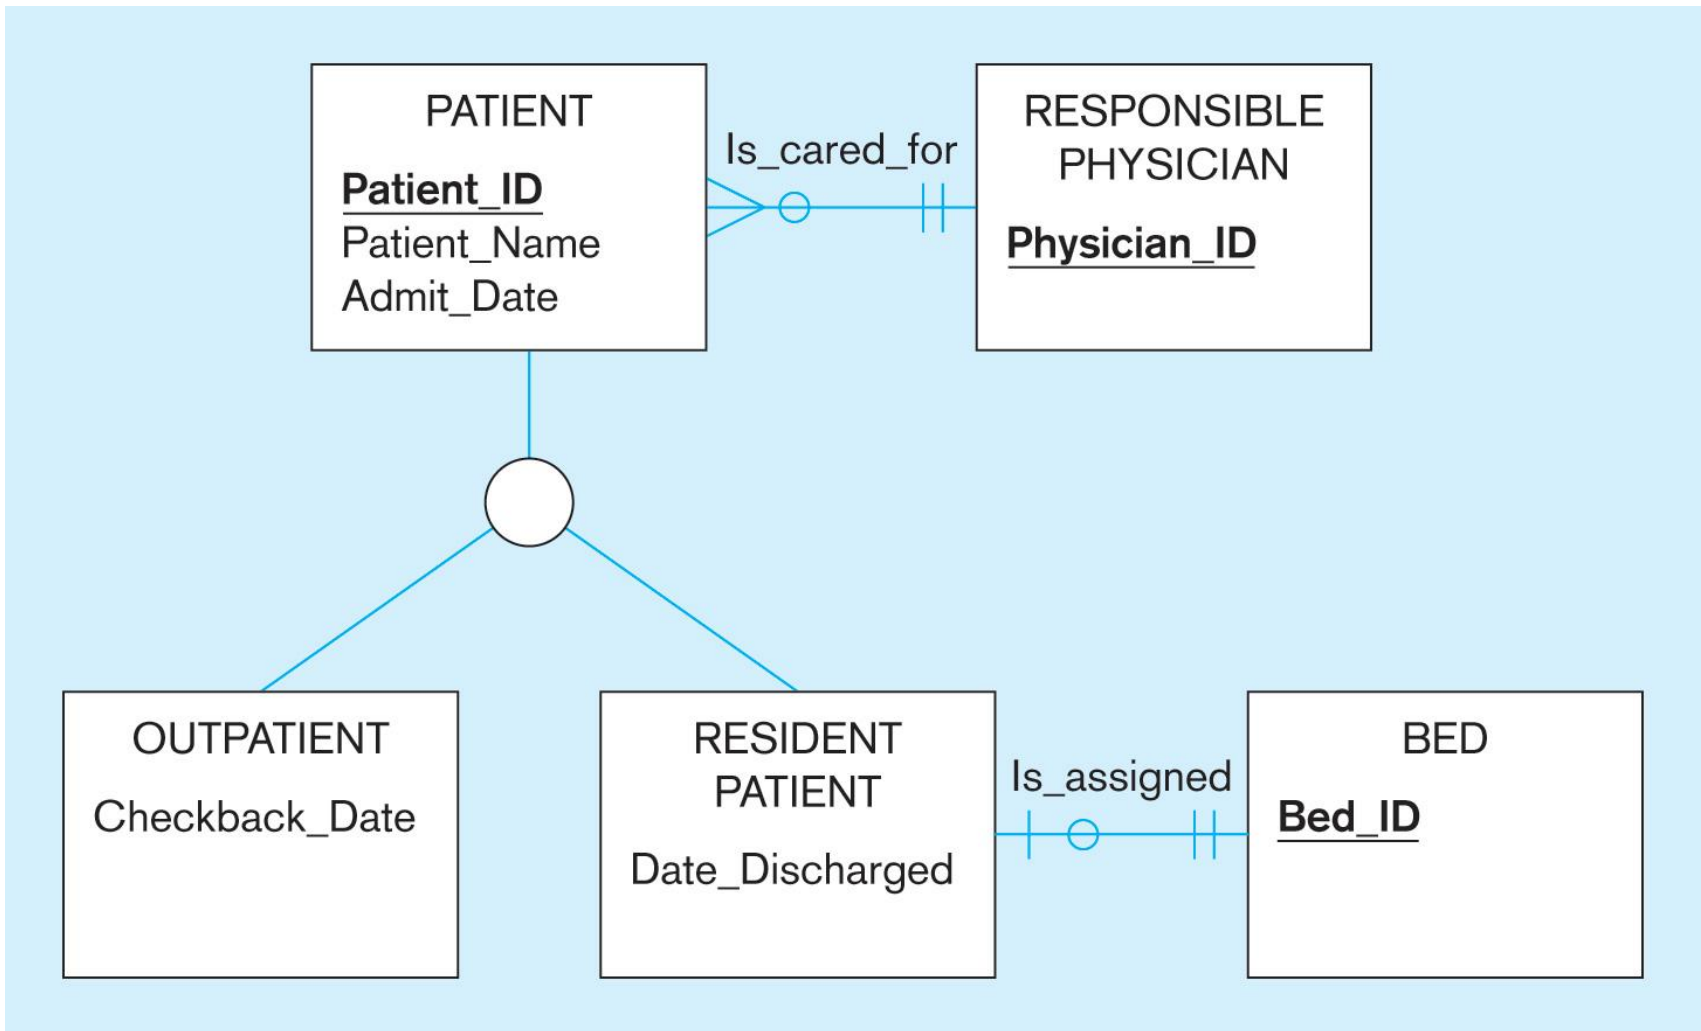 PATIENT
Patient_ID
Patient_Name
Admit_Date
Is_cared_for
RESPONSIBLE
PHYSICIAN
Physician_ID
OUTPATIENT
Checkback_Date
RESIDENT
PATIENT
Date_Discharged
Is_assigned
BED
Bed_ID